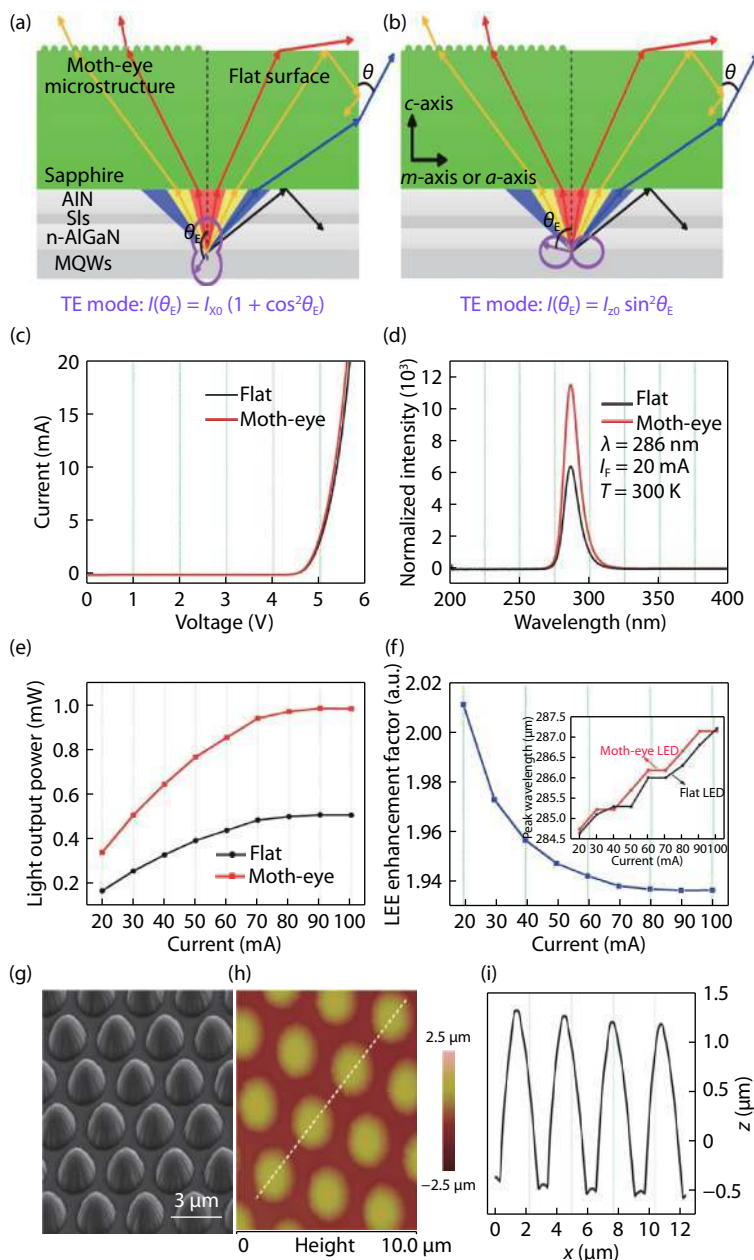 (a)
(b)
Moth-eye microstructure
Flat surface
θ
Sapphire
AlN
Sls
n-AlGaN
MQWs
θE
TE mode: I(θE) = IX0 (1 + cos²θE)
θ
c-axis
m-axis or a-axis
θE
TE mode: I(θE) = Iz0 sin²θE
(c)
20
15
10
5
0
Current (mA)
Flat
Moth-eye
0 1 2 3 4 5 6
Voltage (V)
(d)
12
10
8
6
4
2
0
Normalized intensity (10³)
Flat
Moth-eye
λ = 286 nm
IF = 20 mA
T = 300 K
200 250 300 350 400
Wavelength (nm)
(e)
1.0
0.8
0.6
0.4
0.2
Light output power (mW)
Flat
Moth-eye
20 30 40 50 60 70 80 90 100
Current (mA)
(f)
2.02
2.00
1.98
1.96
1.94
LEE enhancement factor (a.u.)
287.5
287.0
286.5
286.0
285.5
285.0
284.5
Peak wavelength (μm)
Moth-eye LED
Flat LED
20 30 40 50 60 70 80 90 100
Current (mA)
20 30 40 50 60 70 80 90 100
Current (mA)
(g)
3 μm
(h)
2.5 μm
−2.5 μm
0 Height 10.0 μm
(i)
1.5
1.0
0.5
0
−0.5
z (μm)
0 2 4 6 8 10 12
x (μm)